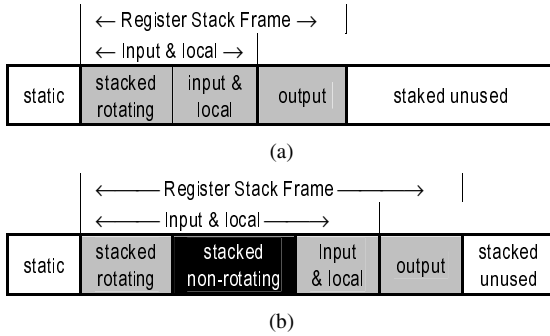 ← Register Stack Frame →
← Input & local →
static
stacked
rotating
input &
local
output
staked unused
(a)
←—— Register Stack Frame ———→
←—— Input & local ——→
static
stacked
rotating
stacked
non-rotating
Input
& local
output
stacked
unused
(b)